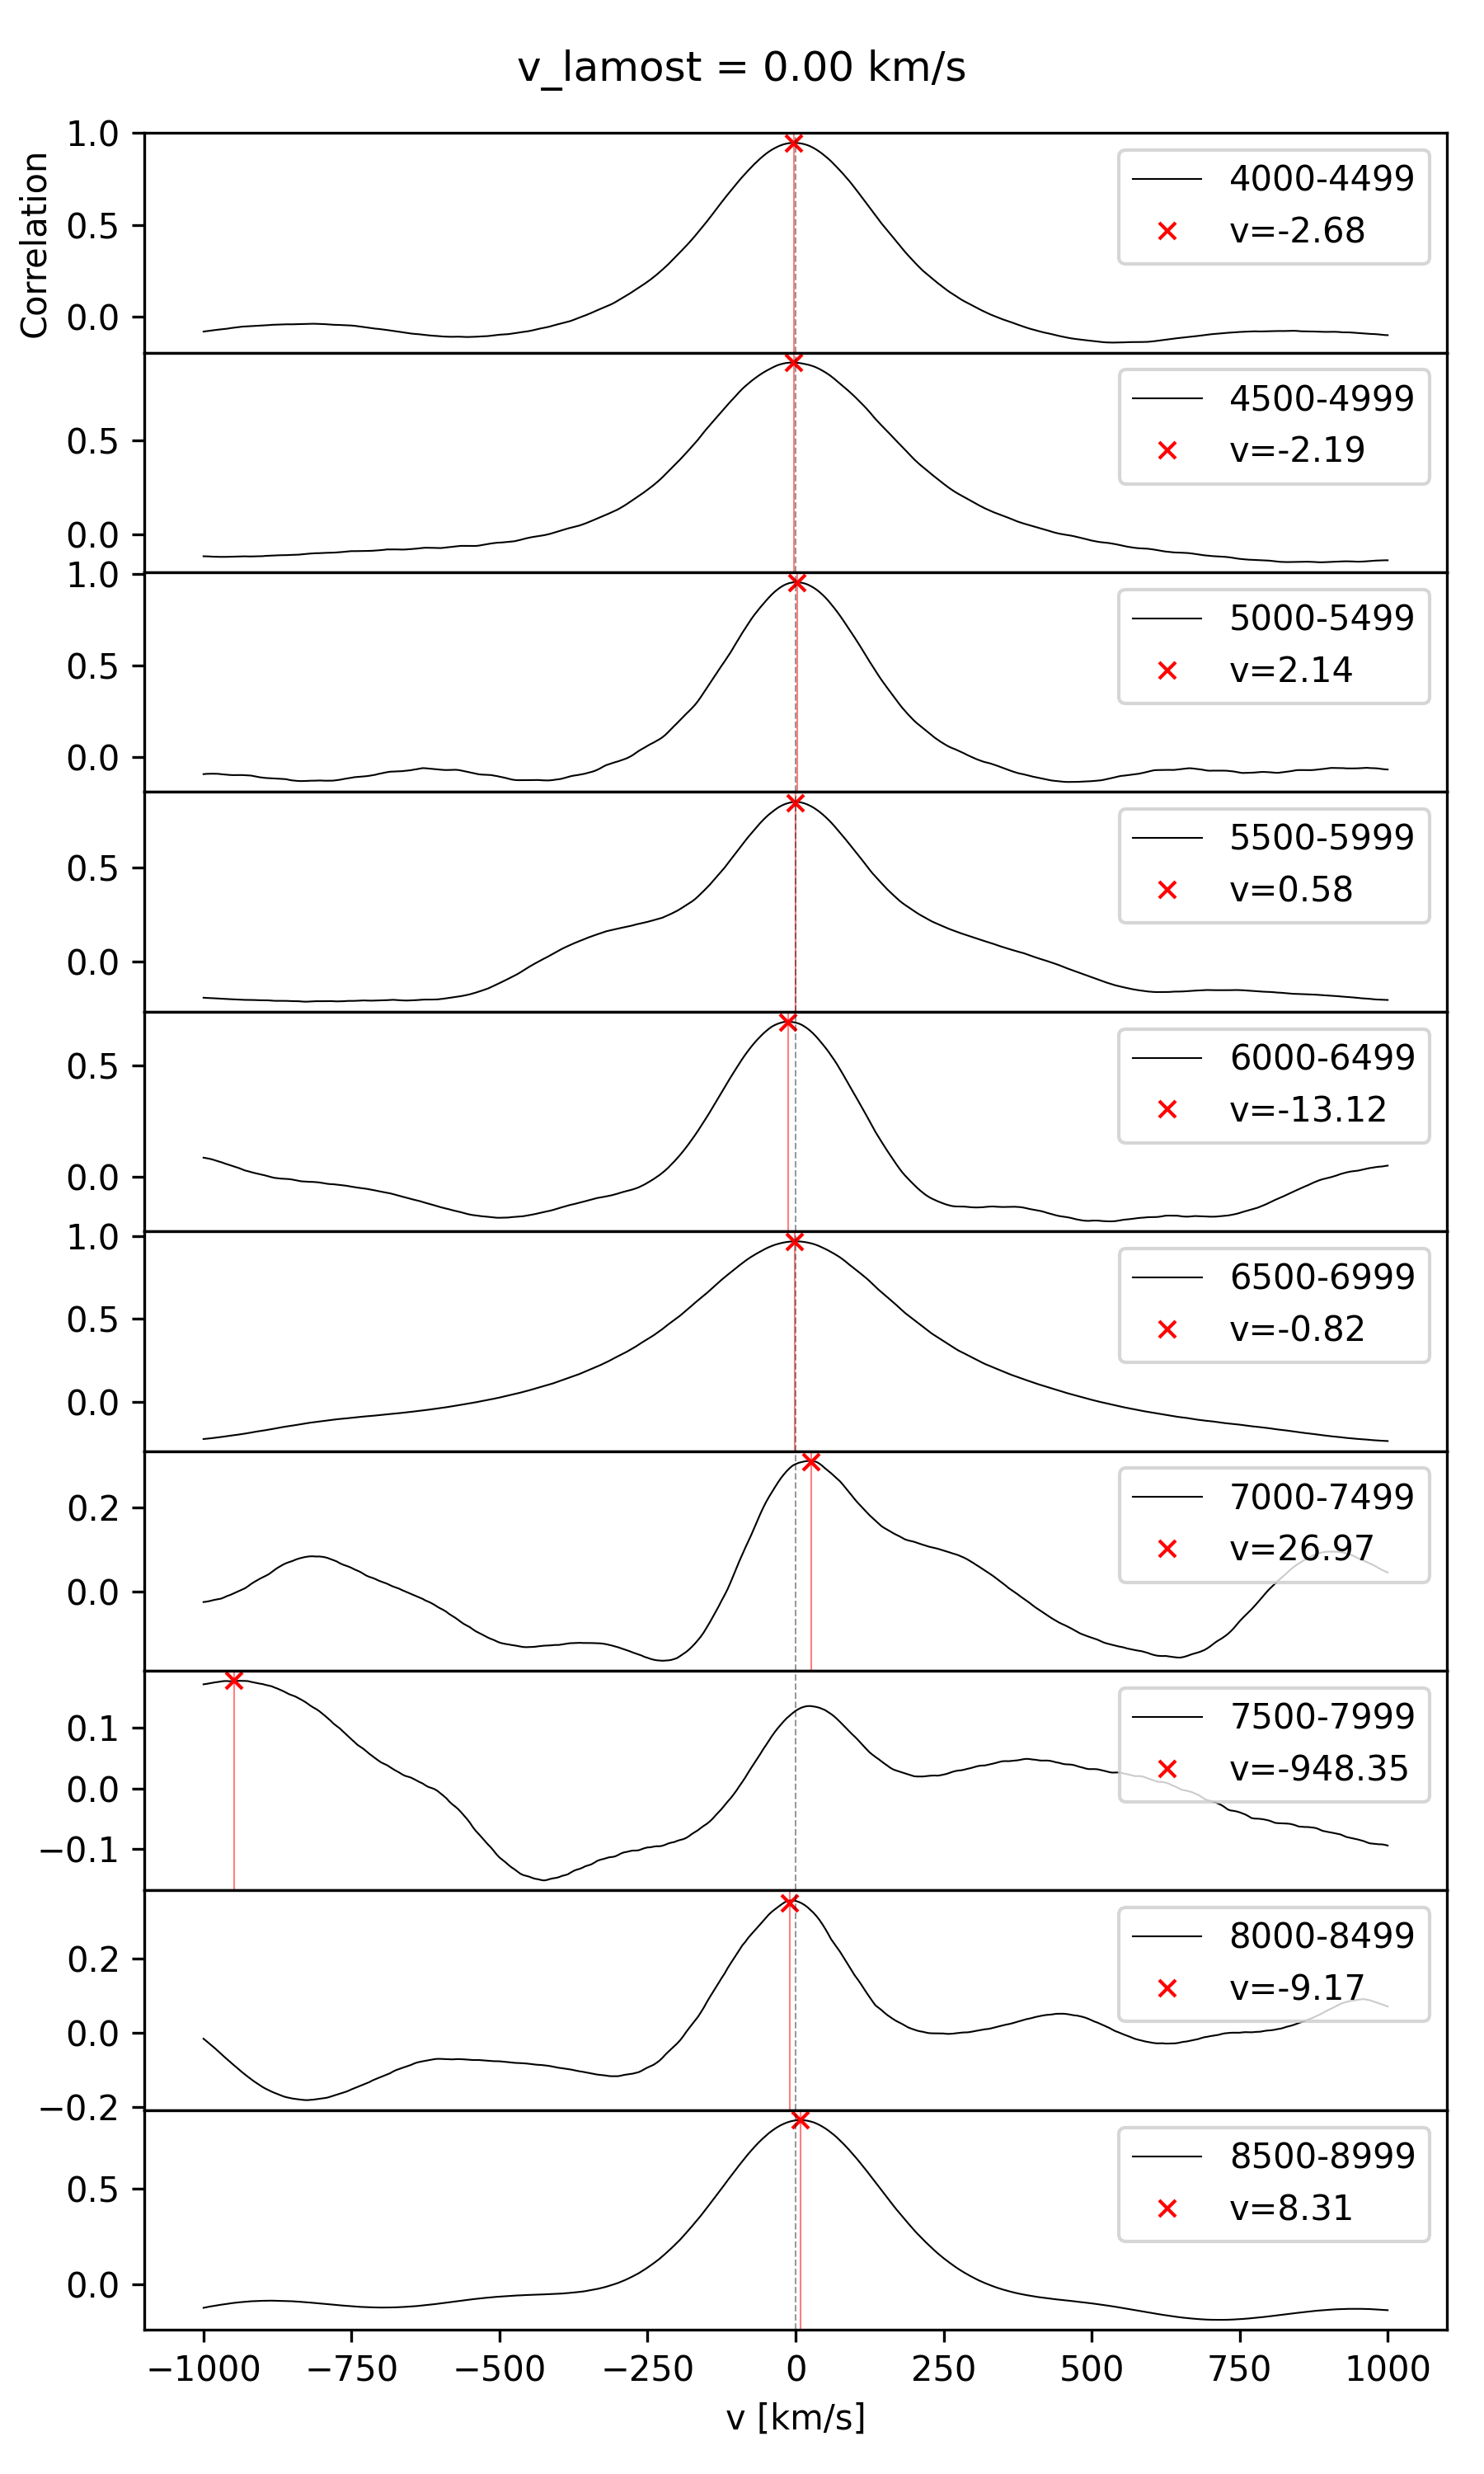 v_lamost = 0.00 km/s
Correlation
1.0
0.5
0.0
4000-4499
v=-2.68
0.5
0.0
4500-4999
v=-2.19
1.0
0.5
0.0
5000-5499
v=2.14
0.5
0.0
5500-5999
v=0.58
0.5
0.0
6000-6499
v=-13.12
1.0
0.5
0.0
6500-6999
v=-0.82
0.2
0.0
7000-7499
v=26.97
0.1
0.0
−0.1
7500-7999
v=-948.35
0.2
0.0
−0.2
8000-8499
v=-9.17
0.5
0.0
8500-8999
v=8.31
−1000 −750 −500 −250 0 250 500 750 1000
v [km/s]